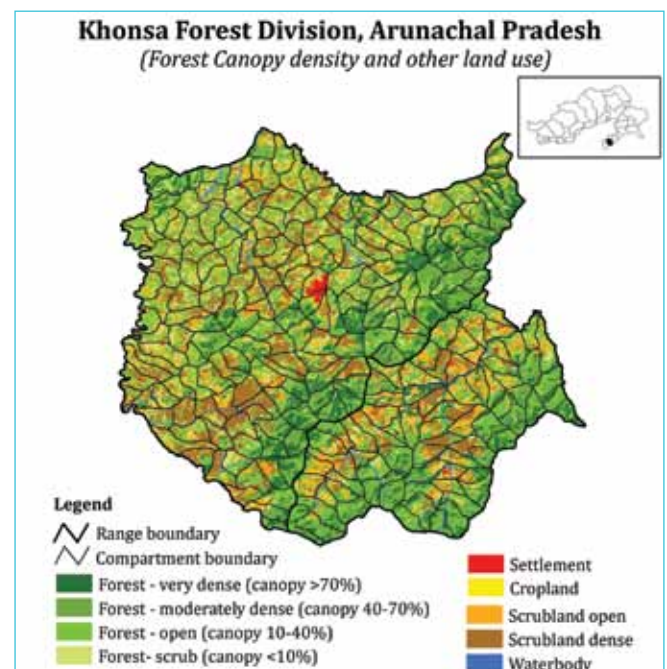 Khonsa Forest Division, Arunachal Pradesh
(Forest Canopy density and other land use)
Legend
Range boundary
Compartment boundary
Forest - very dense (canopy >70%)
Forest - moderately dense (canopy 40-70%)
Forest - open (canopy 10-40%)
Forest- scrub (canopy <10%)
Settlement
Cropland
Scrubland open
Scrubland dense
Waterbody